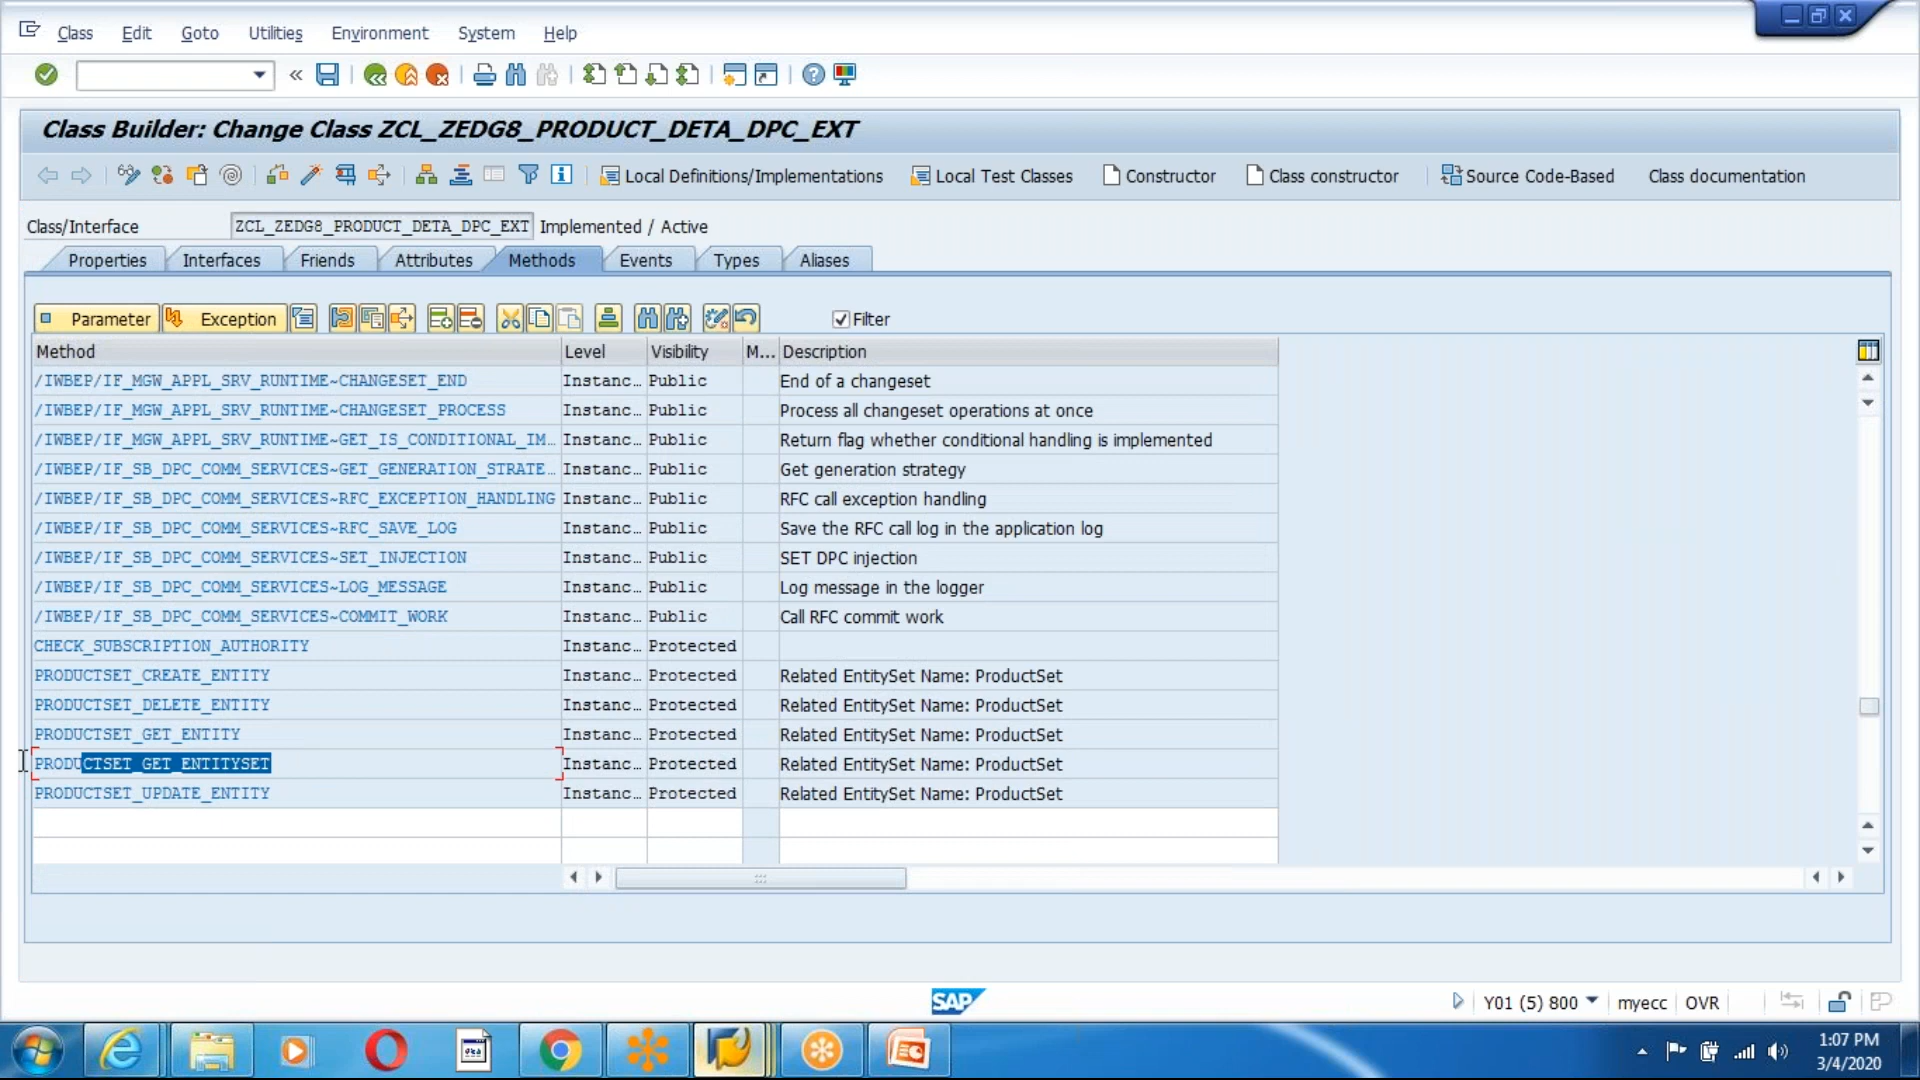 Class Edit Goto Utilities Environment System Help
Class Builder: Change Class ZCL_ZEDG8_PRODUCT_DETA_DPC_EXT
Local Definitions/Implementations Local Test Classes Constructor Class constructor Source Code-Based Class documentation
Class/Interface ZCL_ZEDG8_PRODUCT_DETA_DPC_EXT Implemented / Active
Properties Interfaces Friends Attributes Methods Events Types Aliases
Parameter Exception Filter
Method Level Visibility M... Description
/IWBEP/IF_MGW_APPL_SRV_RUNTIME~CHANGESET_END Instanc... Public End of a changeset
/IWBEP/IF_MGW_APPL_SRV_RUNTIME~CHANGESET_PROCESS Instanc... Public Process all changeset operations at once
/IWBEP/IF_MGW_APPL_SRV_RUNTIME~GET_IS_CONDITIONAL_IM... Instanc... Public Return flag whether conditional handling is implemented
/IWBEP/IF_SB_DPC_COMM_SERVICES~GET_GENERATION_STRATE... Instanc... Public Get generation strategy
/IWBEP/IF_SB_DPC_COMM_SERVICES~RFC_EXCEPTION_HANDLING Instanc... Public RFC call exception handling
/IWBEP/IF_SB_DPC_COMM_SERVICES~RFC_SAVE_LOG Instanc... Public Save the RFC call log in the application log
/IWBEP/IF_SB_DPC_COMM_SERVICES~SET_INJECTION Instanc... Public SET DPC injection
/IWBEP/IF_SB_DPC_COMM_SERVICES~LOG_MESSAGE Instanc... Public Log message in the logger
/IWBEP/IF_SB_DPC_COMM_SERVICES~COMMIT_WORK Instanc... Public Call RFC commit work
CHECK_SUBSCRIPTION_AUTHORITY Instanc... Protected
PRODUCTSET_CREATE_ENTITY Instanc... Protected Related EntitySet Name: ProductSet
PRODUCTSET_DELETE_ENTITY Instanc... Protected Related EntitySet Name: ProductSet
PRODUCTSET_GET_ENTITY Instanc... Protected Related EntitySet Name: ProductSet
PRODUCTSET_GET_ENTITYSET Instanc... Protected Related EntitySet Name: ProductSet
PRODUCTSET_UPDATE_ENTITY Instanc... Protected Related EntitySet Name: ProductSet
SAP Y01 (5) 800 myecc OVR
1:07 PM
3/4/2020